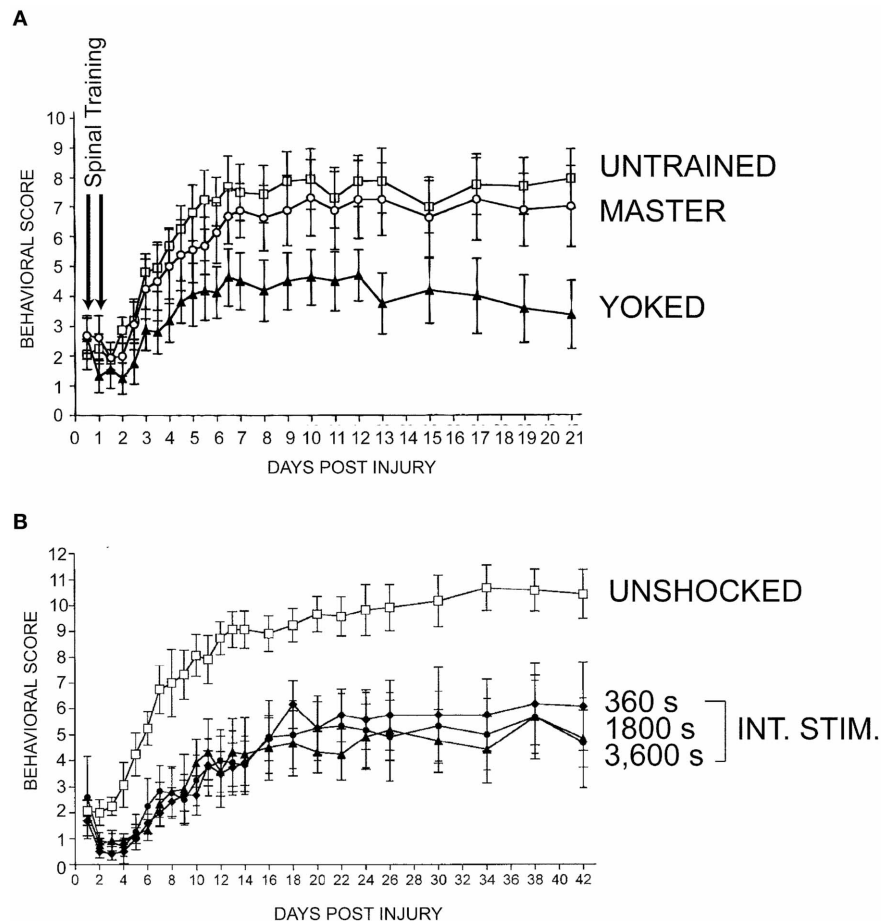 A
Spinal Training
BEHAVIORAL SCORE
10
9
8
7
6
5
4
3
2
1
0
0 1 2 3 4 5 6 7 8 9 10 11 12 13 14 15 16 17 18 19 20 21
DAYS POST INJURY
UNTRAINED
MASTER
YOKED
B
BEHAVIORAL SCORE
12
11
10
9
8
7
6
5
4
3
2
1
0
0 2 4 6 8 10 12 14 16 18 20 22 24 26 28 30 32 34 36 38 40 42
DAYS POST INJURY
UNSHOCKED
360 s
1800 s
3,600 s
INT. STIM.